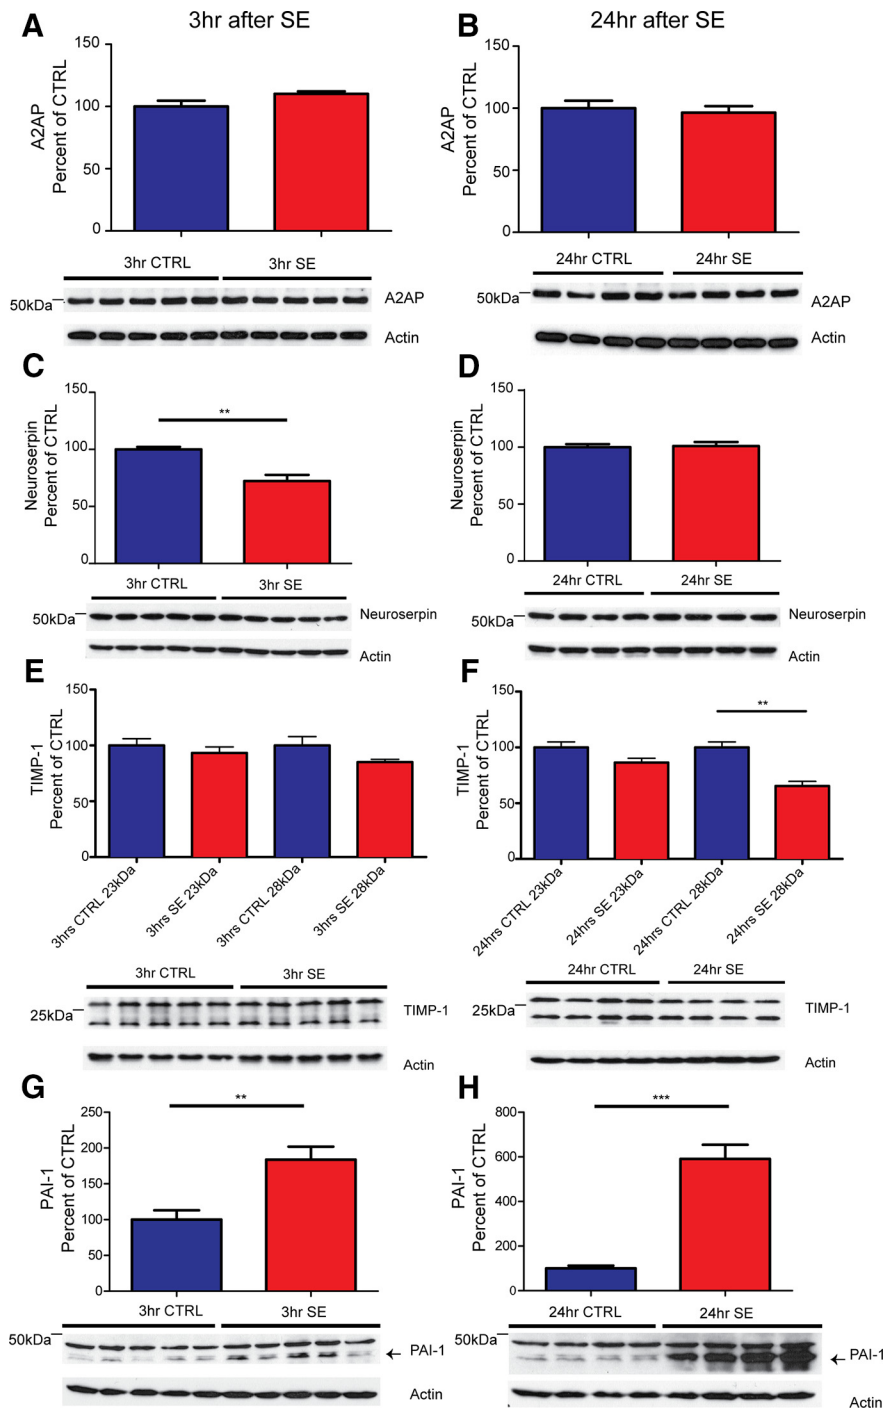 A
3hr after SE
B
24hr after SE
A2AP
Percent of CTRL
150
100
50
0
A2AP
Percent of CTRL
150
100
50
0
3hr CTRL
3hr SE
50kDa
A2AP
Actin
24hr CTRL
24hr SE
50kDa
A2AP
Actin
C
Neuroserpin
Percent of CTRL
150
100
50
0
**
3hr CTRL
3hr SE
50kDa
Neuroserpin
Actin
D
Neuroserpin
Percent of CTRL
150
100
50
0
24hr CTRL
24hr SE
50kDa
Neuroserpin
Actin
E
TIMP-1
Percent of CTRL
150
100
50
0
3hrs CTRL 23kDa
3hrs SE 23kDa
3hrs CTRL 28kDa
3hrs SE 28kDa
3hr CTRL
3hr SE
25kDa
TIMP-1
Actin
F
TIMP-1
Percent of CTRL
150
100
50
0
**
24hrs CTRL 23kDa
24hrs SE 23kDa
24hrs CTRL 28kDa
24hrs SE 28kDa
24hr CTRL
24hr SE
25kDa
TIMP-1
Actin
G
PAI-1
Percent of CTRL
250
200
150
100
50
0
**
3hr CTRL
3hr SE
50kDa
PAI-1
Actin
H
PAI-1
Percent of CTRL
800
600
400
200
0
***
24hr CTRL
24hr SE
50kDa
PAI-1
Actin